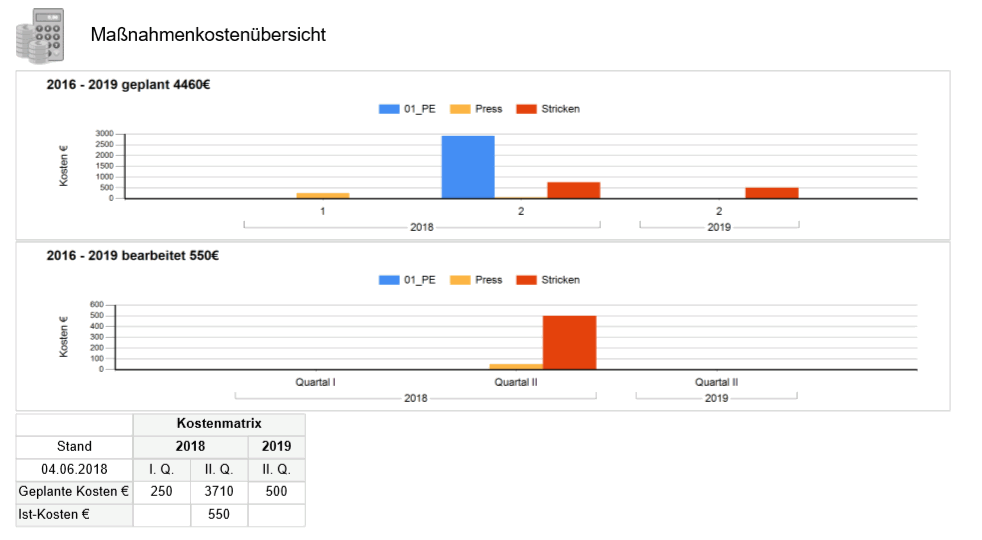 Maßnahmenkostenübersicht
2016 - 2019 geplant 4460€
01_PE Press Stricken
Kosten €
3000
2500
2000
1500
1000
500
0
1 2 2
2018 2019
2016 - 2019 bearbeitet 550€
01_PE Press Stricken
Kosten €
600
500
400
300
200
100
0
Quartal I Quartal II Quartal II
2018 2019
Kostenmatrix
Stand 2018 2019
04.06.2018 I. Q. II. Q. II. Q.
Geplante Kosten € 250 3710 500
Ist-Kosten € 550